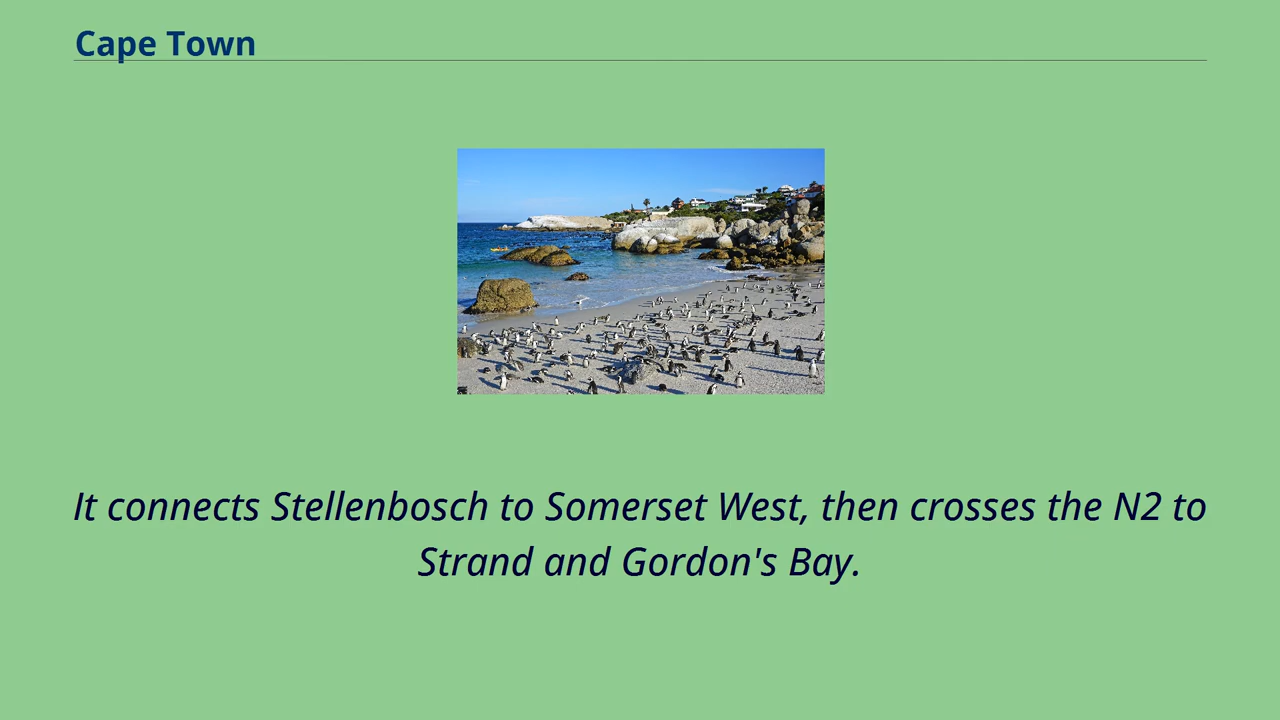 Cape Town
It connects Stellenbosch to Somerset West, then crosses the N2 to
Strand and Gordon's Bay.